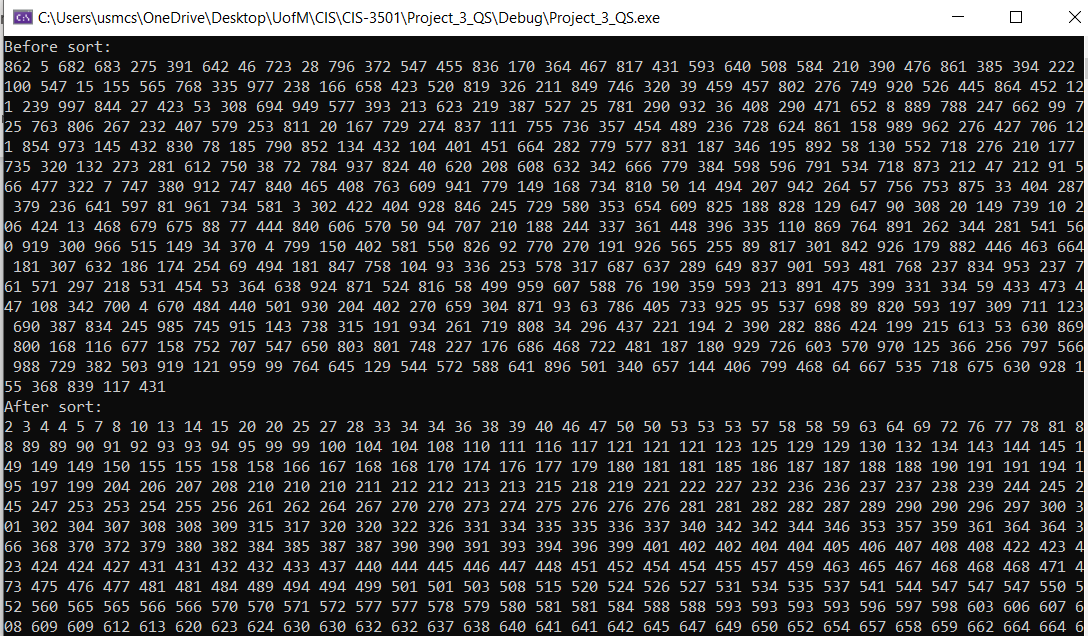 C:\Users\usmcs\OneDrive\Desktop\UofM\CIS\CIS-3501\Project_3_QS\Debug\Project_3_QS.exe
Before sort:
862 5 682 683 275 391 642 46 723 28 796 372 547 455 836 170 364 467 817 431 593 640 508 584 210 390 476 861 385 394 222
100 547 15 155 565 768 335 977 238 166 658 423 520 819 326 211 849 746 320 39 459 457 802 276 749 920 526 445 864 452 12
1 239 997 844 27 423 53 308 694 949 577 393 213 623 219 387 527 25 781 290 932 36 408 290 471 652 8 889 788 247 662 99 7
25 763 806 267 232 407 579 253 811 20 167 729 274 837 111 755 736 357 454 489 236 728 624 861 158 989 962 276 427 706 12
1 854 973 145 432 830 78 185 790 852 134 432 104 401 451 664 282 779 577 831 187 346 195 892 58 130 552 718 276 210 177
735 320 132 273 281 612 750 38 72 784 937 824 40 620 208 608 632 342 666 779 384 598 596 791 534 718 873 212 47 212 91 5
66 477 322 7 747 380 912 747 840 465 408 763 609 941 779 149 168 734 810 50 14 494 207 942 264 57 756 753 875 33 404 287
379 236 641 597 81 961 734 581 3 302 422 404 928 846 245 729 580 353 654 609 825 188 828 129 647 90 308 20 149 739 10 2
06 424 13 468 679 675 88 77 444 840 606 570 50 94 707 210 188 244 337 361 448 396 335 110 869 764 891 262 344 281 541 56
0 919 300 966 515 149 34 370 4 799 150 402 581 550 826 92 770 270 191 926 565 255 89 817 301 842 926 179 882 446 463 664
181 307 632 186 174 254 69 494 181 847 758 104 93 336 253 578 317 687 637 289 649 837 901 593 481 768 237 834 953 237 7
61 571 297 218 531 454 53 364 638 924 871 524 816 58 499 959 607 588 76 190 359 593 213 891 475 399 331 334 59 433 473 4
47 108 342 700 4 670 484 440 501 930 204 402 270 659 304 871 93 63 786 405 733 925 95 537 698 89 820 593 197 309 711 123
690 387 834 245 985 745 915 143 738 315 191 934 261 719 808 34 296 437 221 194 2 390 282 886 424 199 215 613 53 630 869
800 168 116 677 158 752 707 547 650 803 801 748 227 176 686 468 722 481 187 180 929 726 603 570 970 125 366 256 797 566
988 729 382 503 919 121 959 99 764 645 129 544 572 588 641 896 501 340 657 144 406 799 468 64 667 535 718 675 630 928 1
55 368 839 117 431
After sort:
2 3 4 4 5 7 8 10 13 14 15 20 20 25 27 28 33 34 34 36 38 39 40 46 47 50 50 53 53 53 57 58 58 59 63 64 69 72 76 77 78 81 8
8 89 89 90 91 92 93 93 94 95 99 99 100 104 104 108 110 111 116 117 121 121 121 123 125 129 129 130 132 134 143 144 145 1
49 149 149 150 155 155 158 158 166 167 168 168 170 174 176 177 179 180 181 181 185 186 187 187 188 188 190 191 191 194 1
95 197 199 204 206 207 208 210 210 210 211 212 212 213 213 215 218 219 221 222 227 232 236 236 237 237 238 239 244 245 2
45 247 253 253 254 255 256 261 262 264 267 270 270 273 274 275 276 276 276 281 281 282 282 287 289 290 290 296 297 300 3
01 302 304 307 308 308 309 315 317 320 320 322 326 331 334 335 335 336 337 340 342 342 344 346 353 357 359 361 364 364 3
66 368 370 372 379 380 382 384 385 387 387 390 390 391 393 394 396 399 401 402 402 404 404 405 406 407 408 408 422 423 4
23 424 424 427 431 431 432 432 433 437 440 444 445 446 447 448 451 452 454 454 455 457 459 463 465 467 468 468 468 471 4
73 475 476 477 481 481 484 489 494 494 499 501 501 503 508 515 520 524 526 527 531 534 535 537 541 544 547 547 547 550 5
52 560 565 565 566 566 570 570 571 572 577 577 578 579 580 581 581 584 588 588 593 593 593 593 596 597 598 603 606 607 6
08 609 609 612 613 620 623 624 630 630 632 632 637 638 640 641 641 642 645 647 649 650 652 654 657 658 659 662 664 664 6